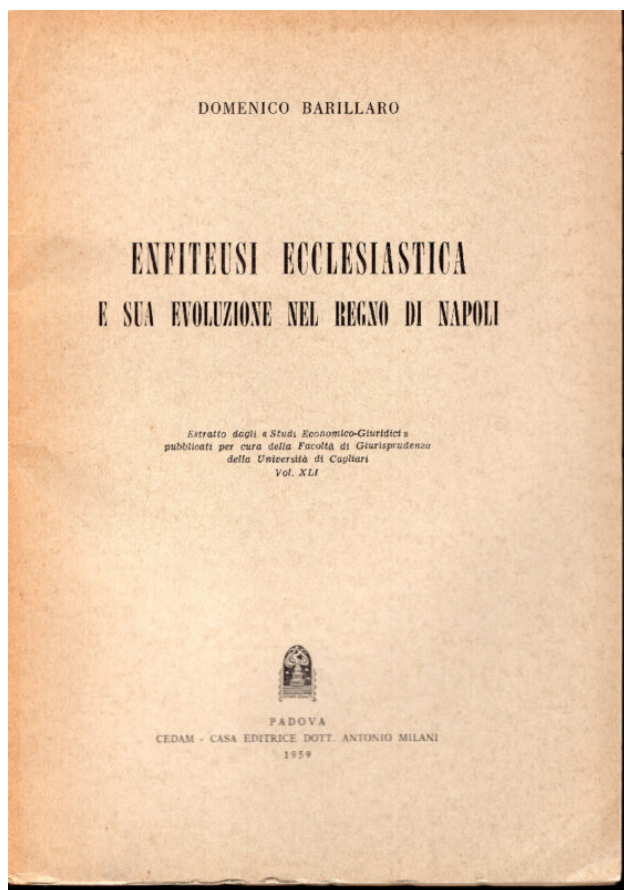 DOMENICO BARILLARO
ENFITEUSI ECCLESIASTICA
E SUA EVOLUZIONE NEL REGNO DI NAPOLI
Estratto dagli « Studi Economico-Giuridici »
pubblicati per cura della Facoltà di Giurisprudenza
della Università di Cagliari
Vol. XLI
PADOVA
CEDAM - CASA EDITRICE DOTT. ANTONIO MILANI
1959